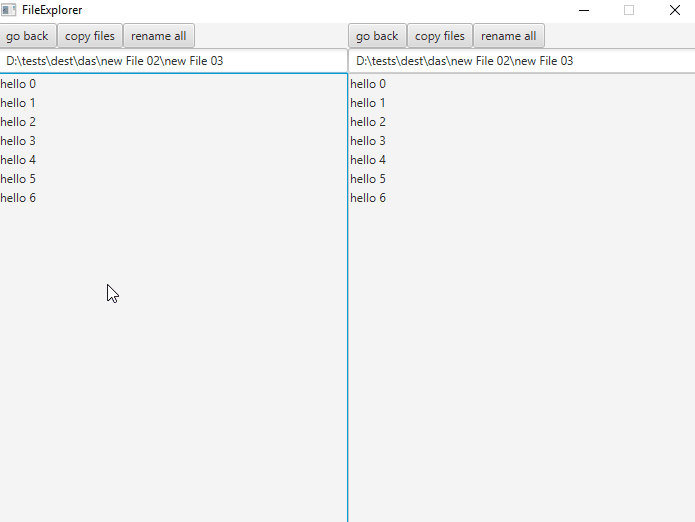 FileExplorer
go back copy files rename all
D:\tests\dest\das\new File 02\new File 03
hello 0
hello 1
hello 2
hello 3
hello 4
hello 5
hello 6
go back copy files rename all
D:\tests\dest\das\new File 02\new File 03
hello 0
hello 1
hello 2
hello 3
hello 4
hello 5
hello 6